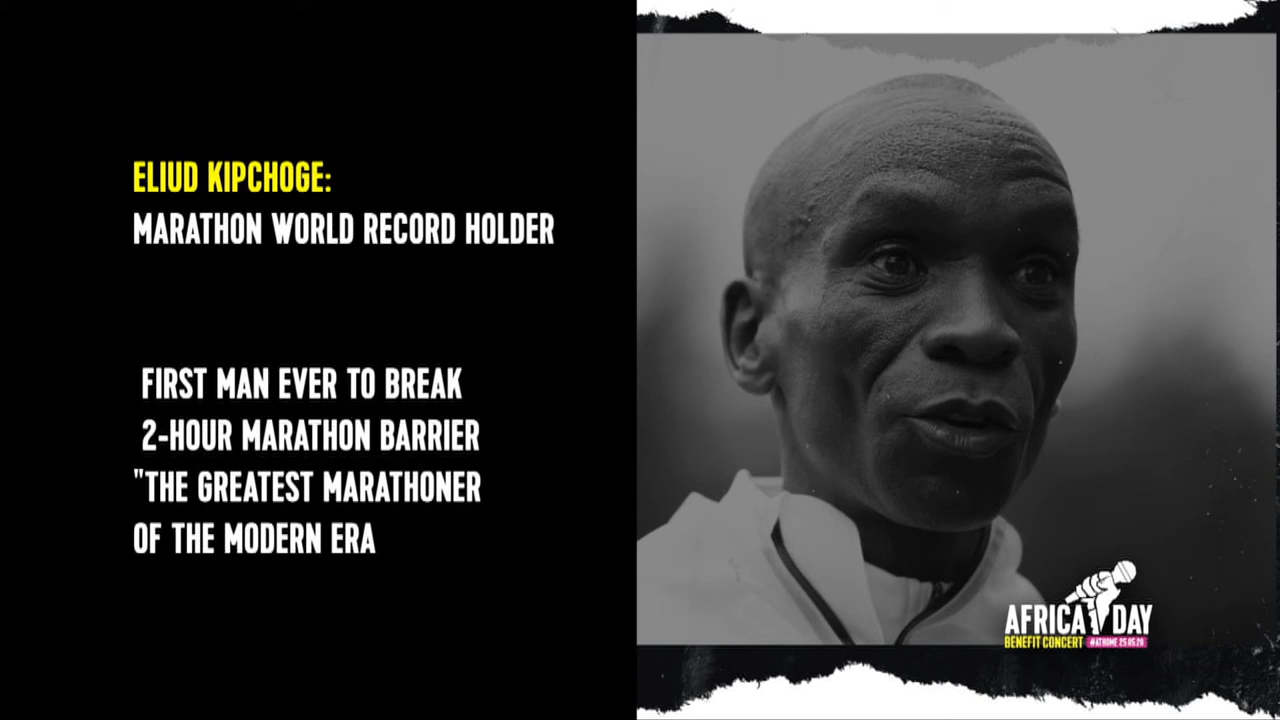 ELIUD KIPCHOGE:
MARATHON WORLD RECORD HOLDER
FIRST MAN EVER TO BREAK
2-HOUR MARATHON BARRIER
"THE GREATEST MARATHONER
OF THE MODERN ERA
AFRICA DAY
BENEFIT CONCERT #ATHOME 25.05.20